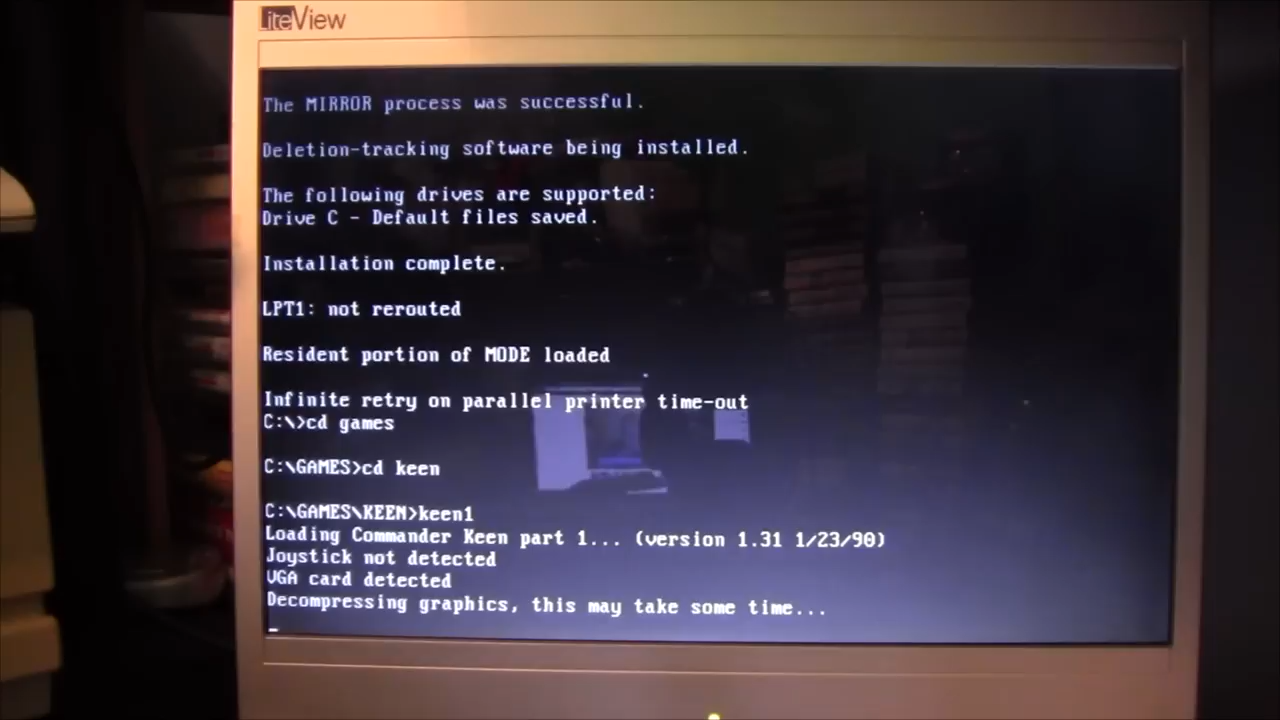 LiteView
The MIRROR process was successful.
Deletion-tracking software being installed.
The following drives are supported:
Drive C - Default files saved.
Installation complete.
LPT1: not rerouted
Resident portion of MODE loaded
Infinite retry on parallel printer time-out
C:\>cd games
C:\GAMES>cd keen
C:\GAMES\KEEN>keen1
Loading Commander Keen part 1... (version 1.31 1/23/90)
Joystick not detected
VGA card detected
Decompressing graphics, this may take some time...